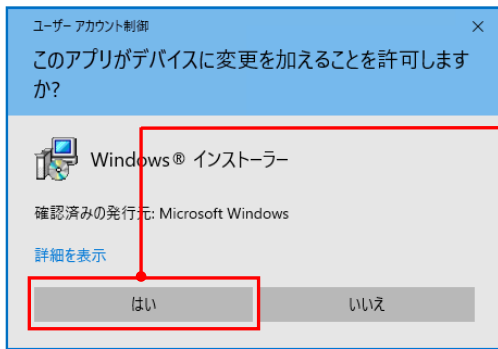 ユーザー アカウント制御
このアプリがデバイスに変更を加えることを許可します
か?
Windows® インストーラー
確認済みの発行元: Microsoft Windows
詳細を表示
はい
いいえ